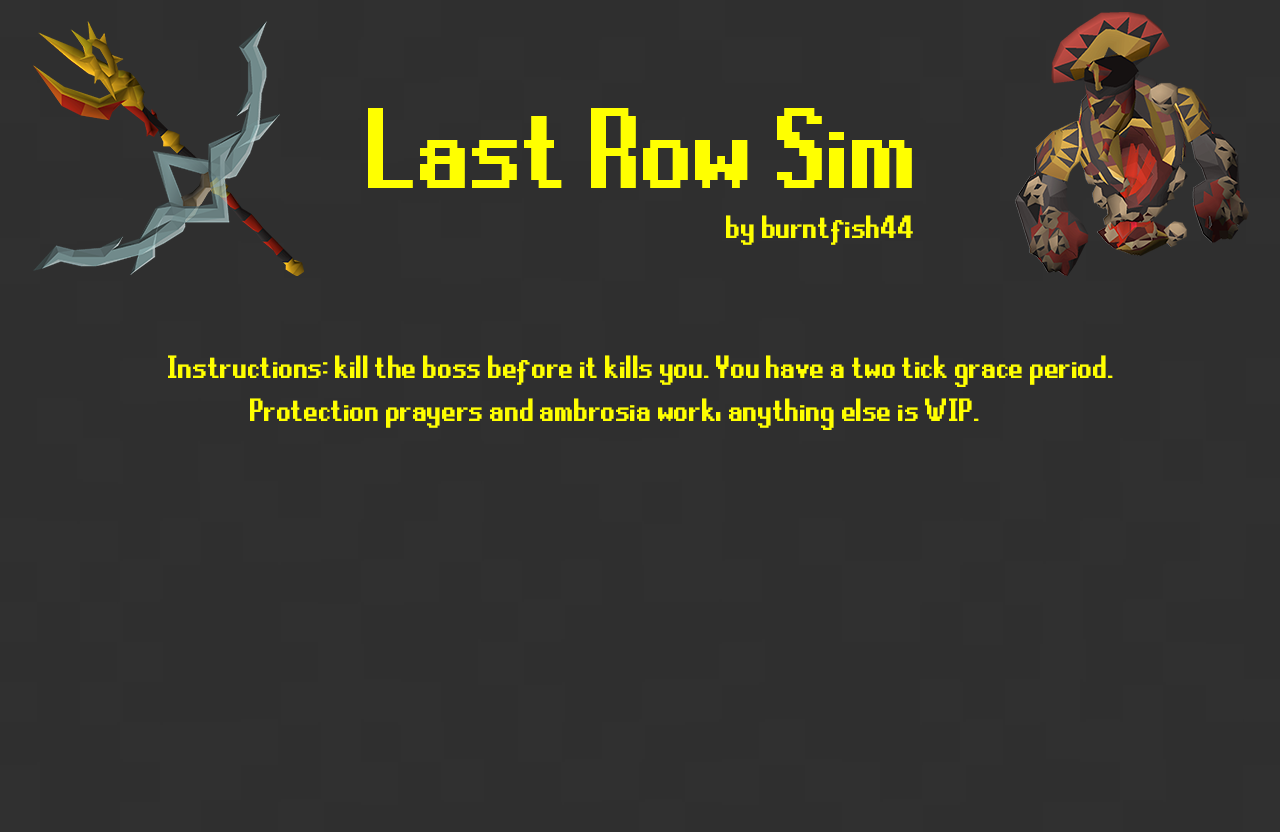 Last Row Sim
by burntfish44
Instructions: kill the boss before it kills you. You have a two tick grace period.
Protection prayers and ambrosia work, anything else is WIP.